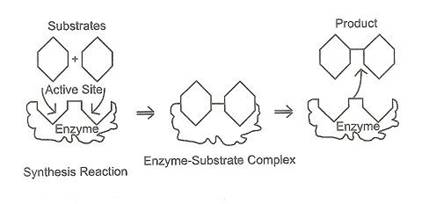 Substrates
+
Active Site
Enzyme
Synthesis Reaction
Enzyme-Substrate Complex
Product
Enzyme